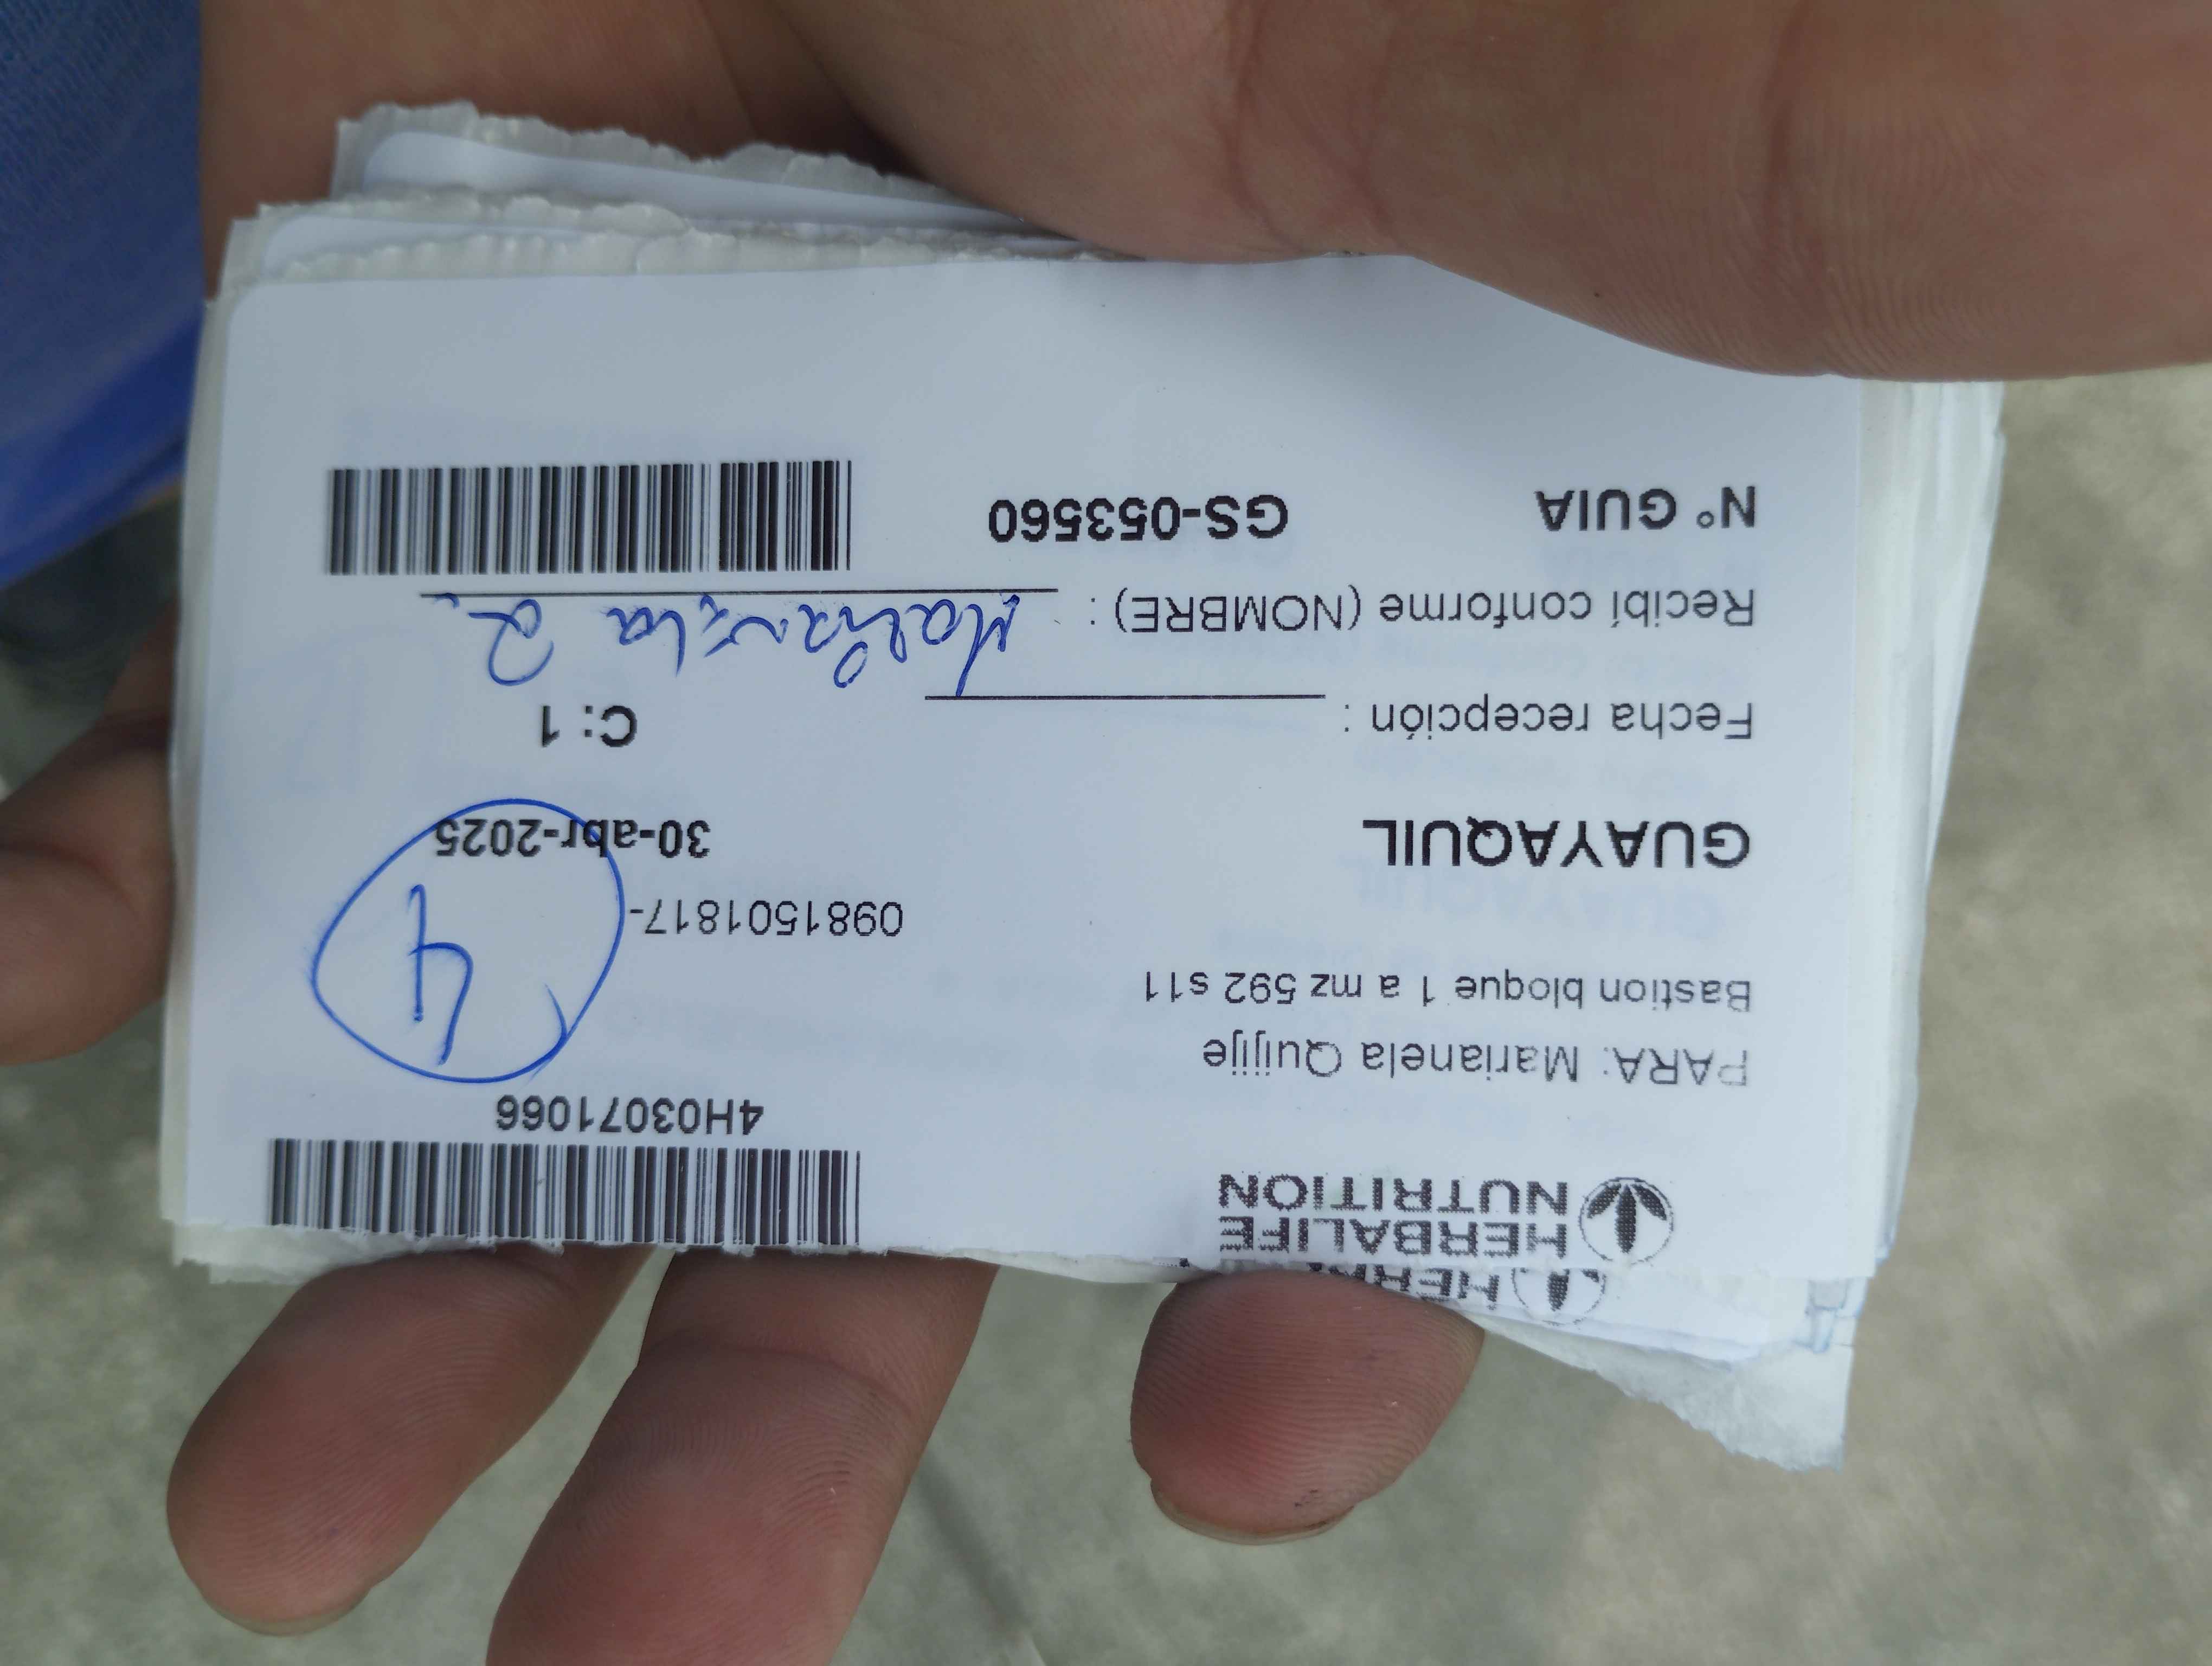 HERBALIFE
NUTRITION
4H03071066
PARA: Marianela Quijije
Bastion bloque 1 a mz 592 s11
4
0981501817-
GUAYAQUIL
30-abr-2025
Fecha recepción :
C: 1
Recibí conforme (NOMBRE) :
N° GUIA
GS-053560